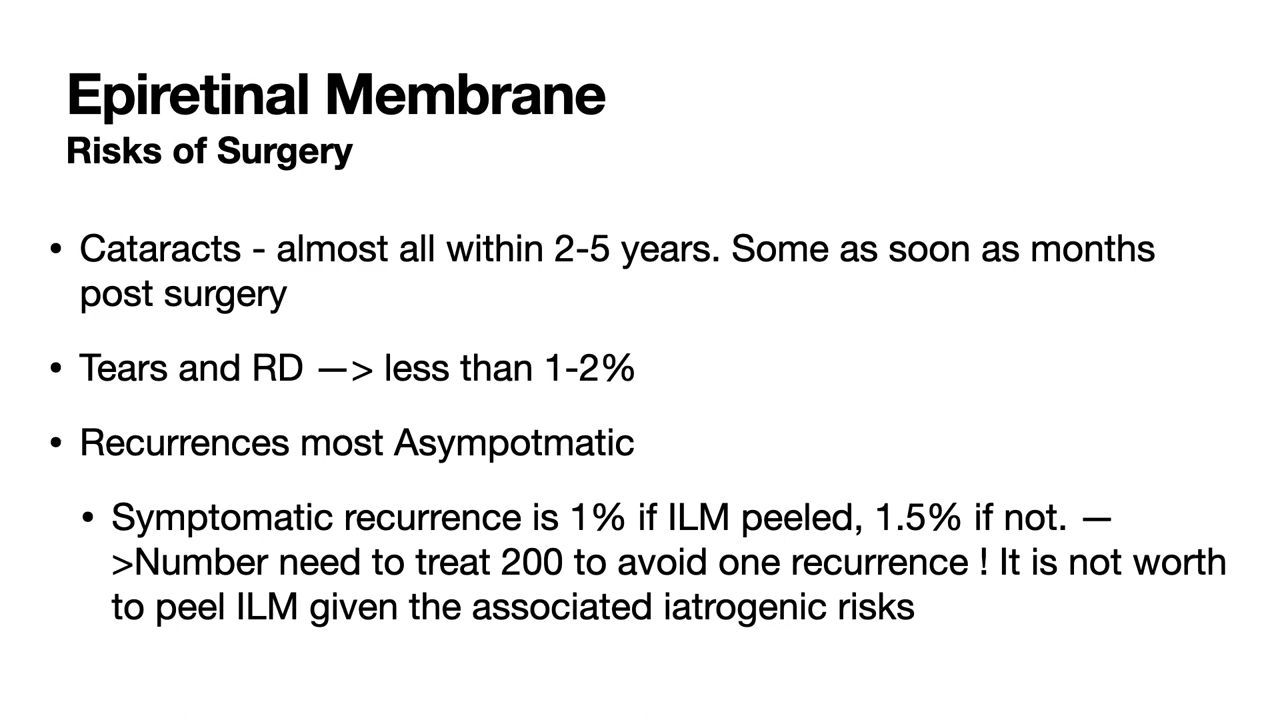 Epiretinal Membrane
Risks of Surgery
• Cataracts - almost all within 2-5 years. Some as soon as months
post surgery
• Tears and RD —> less than 1-2%
• Recurrences most Asympotmatic
• Symptomatic recurrence is 1% if ILM peeled, 1.5% if not. —
>Number need to treat 200 to avoid one recurrence ! It is not worth
to peel ILM given the associated iatrogenic risks